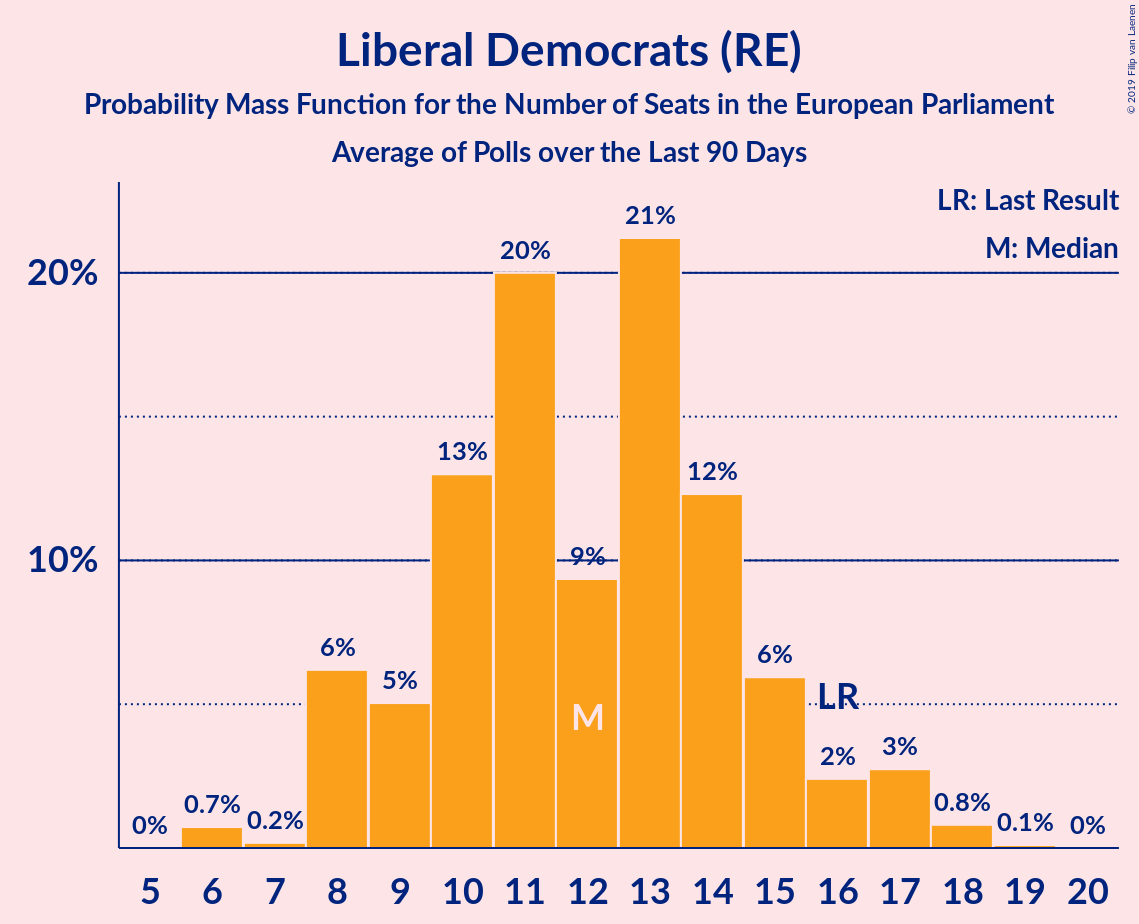 Liberal Democrats (RE)
Probability Mass Function for the Number of Seats in the European Parliament
Average of Polls over the Last 90 Days
© 2019 Filip van Laenen
LR: Last Result
M: Median
20%
10%
0%
0.7%
0.2%
6%
5%
13%
20%
9%
21%
12%
6%
2%
3%
0.8%
0.1%
0%
M
LR
5 6 7 8 9 10 11 12 13 14 15 16 17 18 19 20